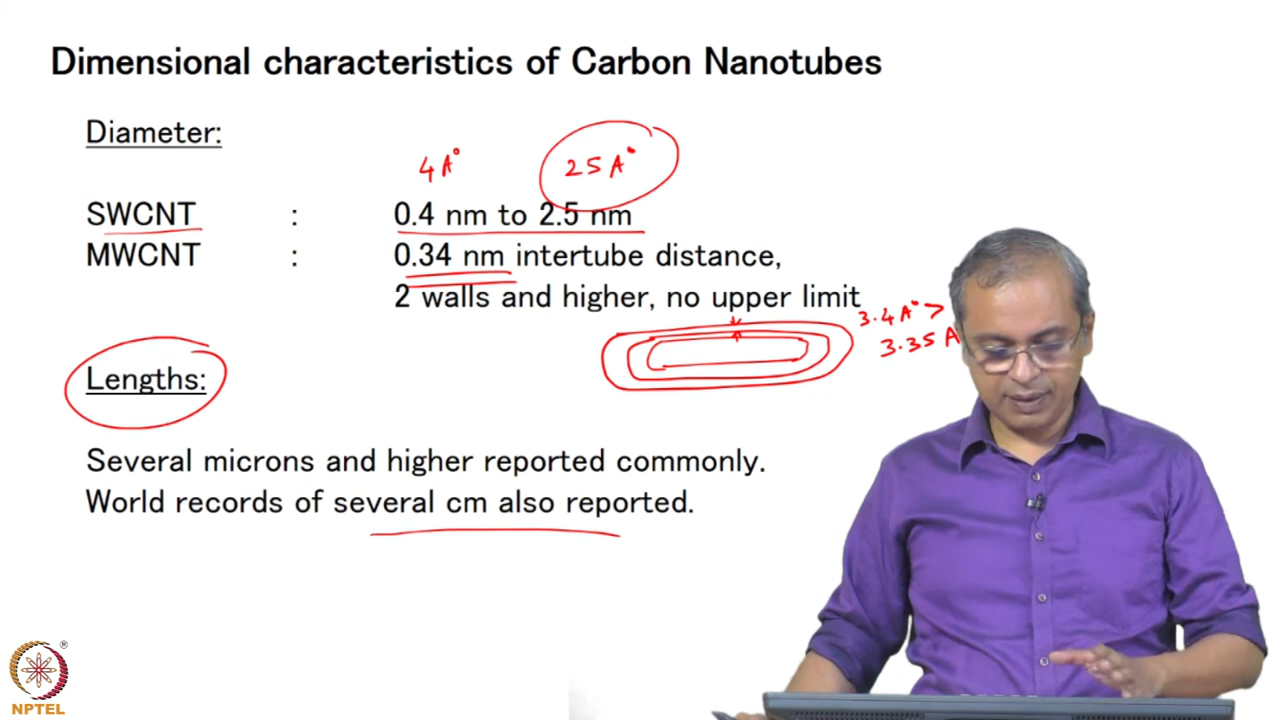 Dimensional characteristics of Carbon Nanotubes
Diameter:
4A° 25A°
SWCNT : 0.4 nm to 2.5 nm
MWCNT : 0.34 nm intertube distance,
2 walls and higher, no upper limit
3.4A° >
3.35 A
Lengths:
Several microns and higher reported commonly.
World records of several cm also reported.
®
NPTEL